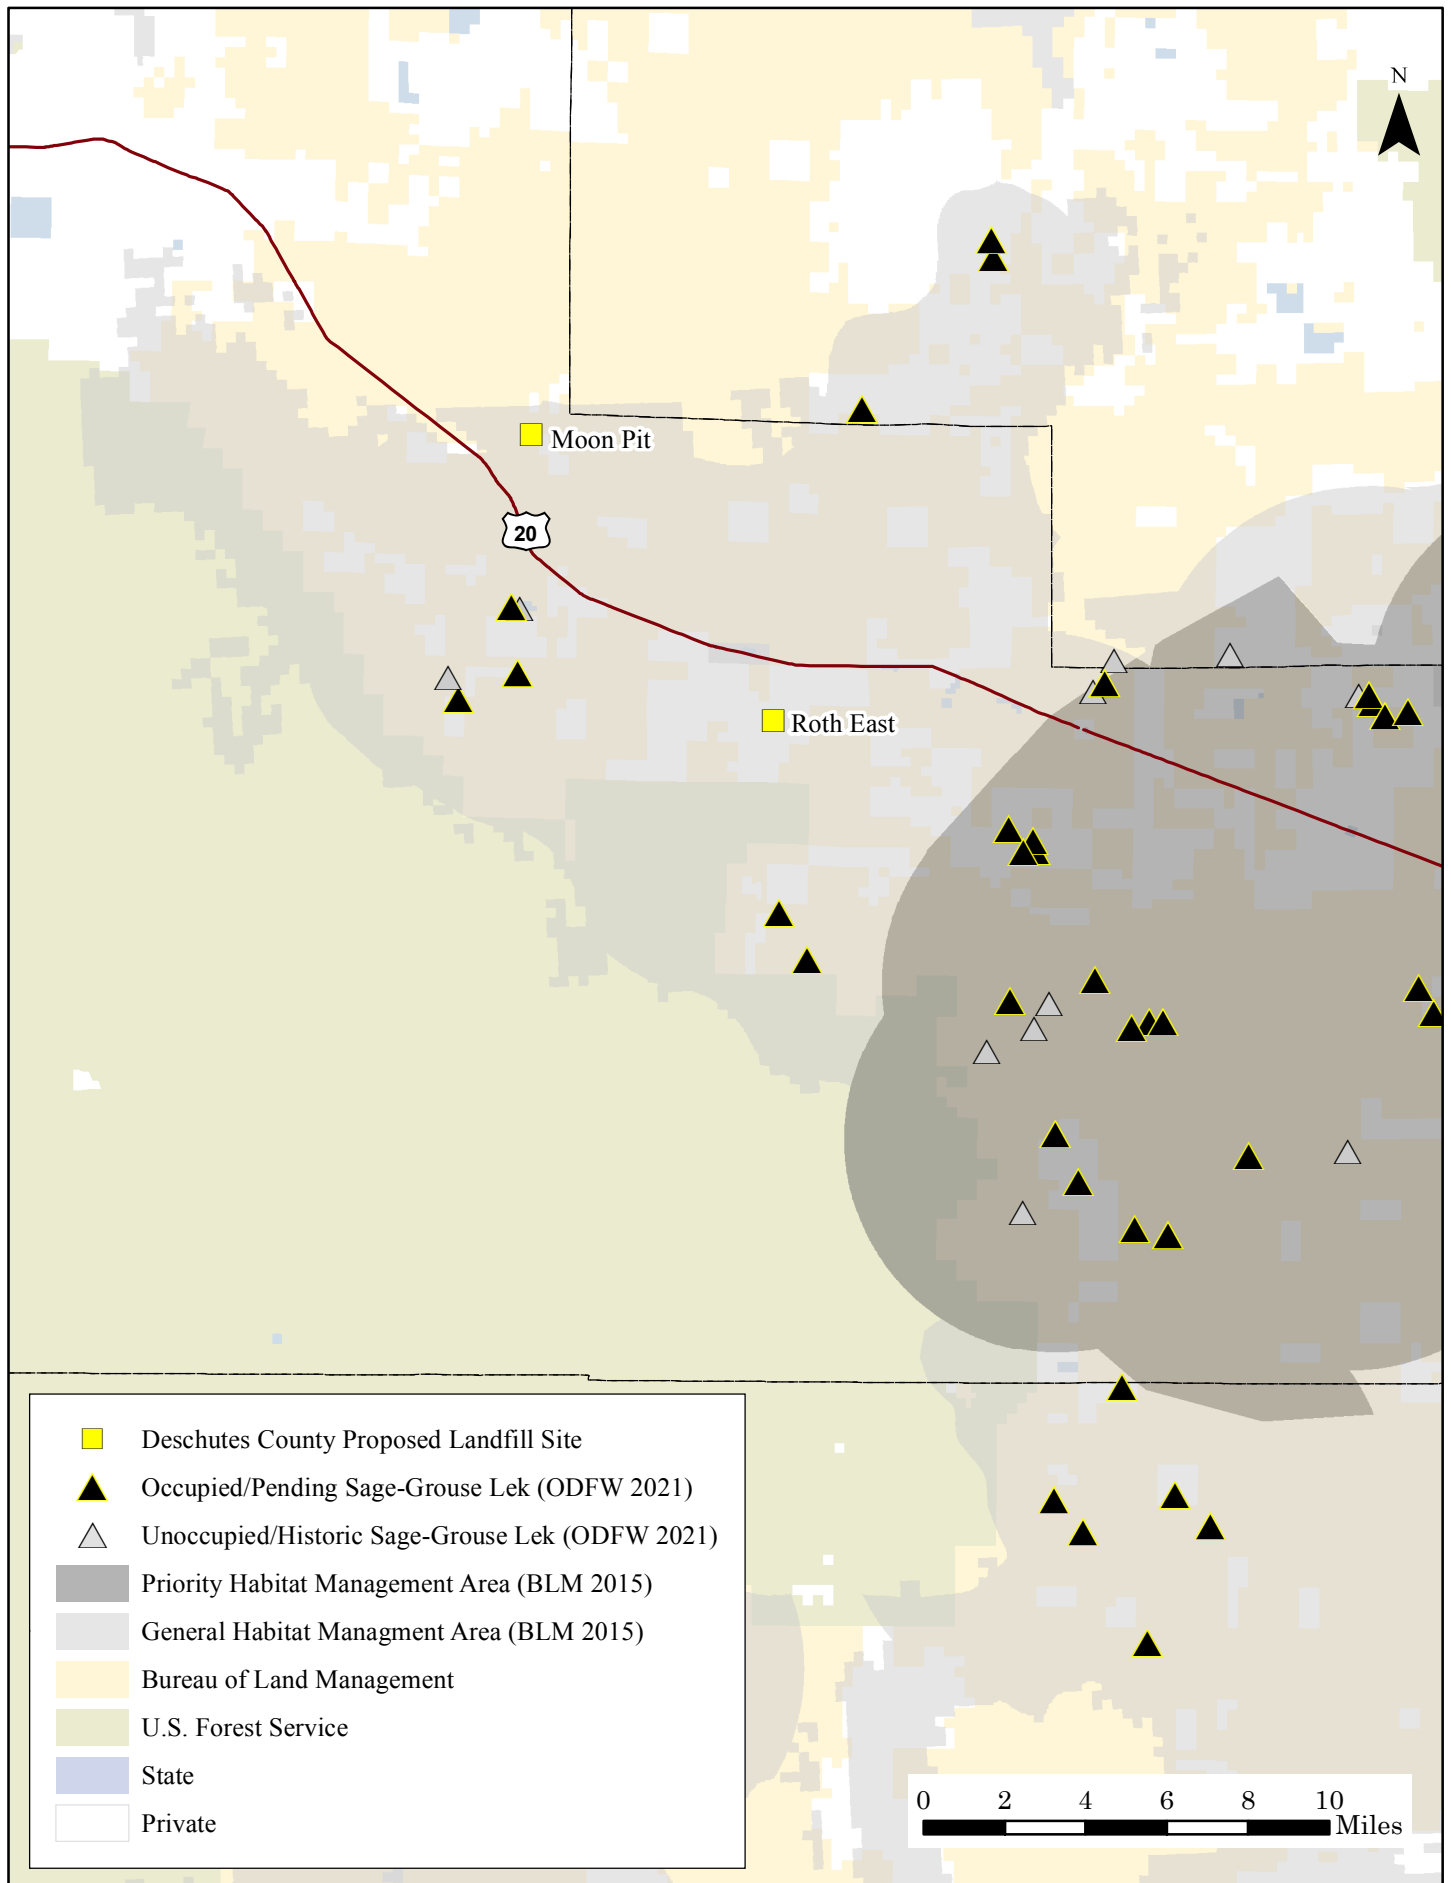 N
Moon Pit
20
Roth East
Deschutes County Proposed Landfill Site
Occupied/Pending Sage-Grouse Lek (ODFW 2021)
Unoccupied/Historic Sage-Grouse Lek (ODFW 2021)
Priority Habitat Management Area (BLM 2015)
General Habitat Managment Area (BLM 2015)
Bureau of Land Management
U.S. Forest Service
State
Private
0 2 4 6 8 10
Miles